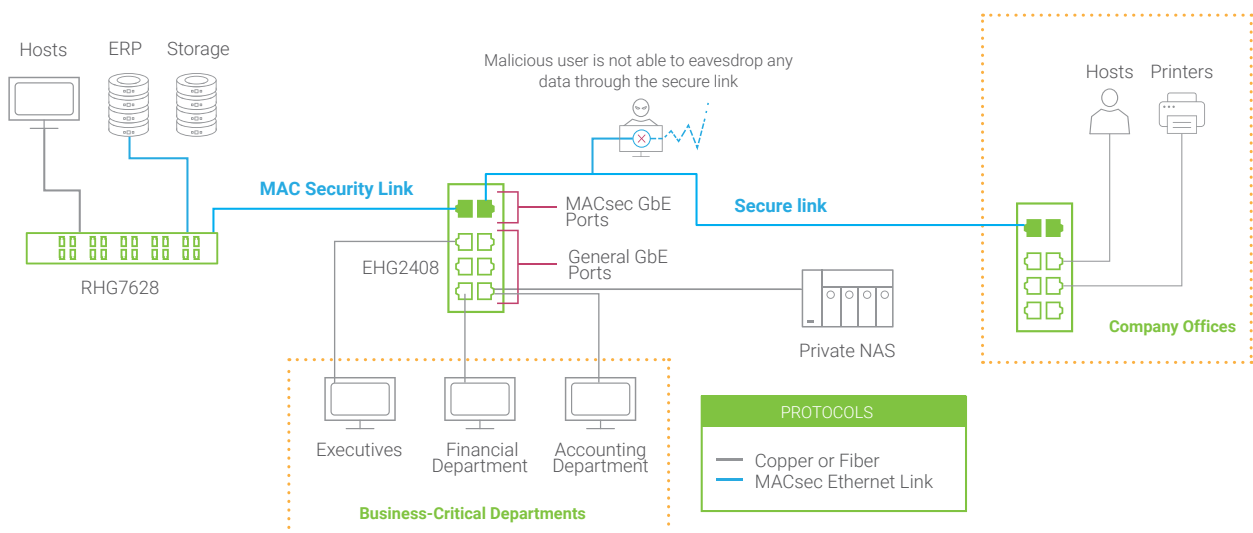 Hosts
ERP
Storage
Malicious user is not able to eavesdrop any
data through the secure link
Hosts
Printers
MAC Security Link
MACsec GbE
Ports
Secure link
General GbE
Ports
EHG2408
RHG7628
Company Offices
Private NAS
PROTOCOLS
Copper or Fiber
MACsec Ethernet Link
Executives
Financial
Department
Accounting
Department
Business-Critical Departments